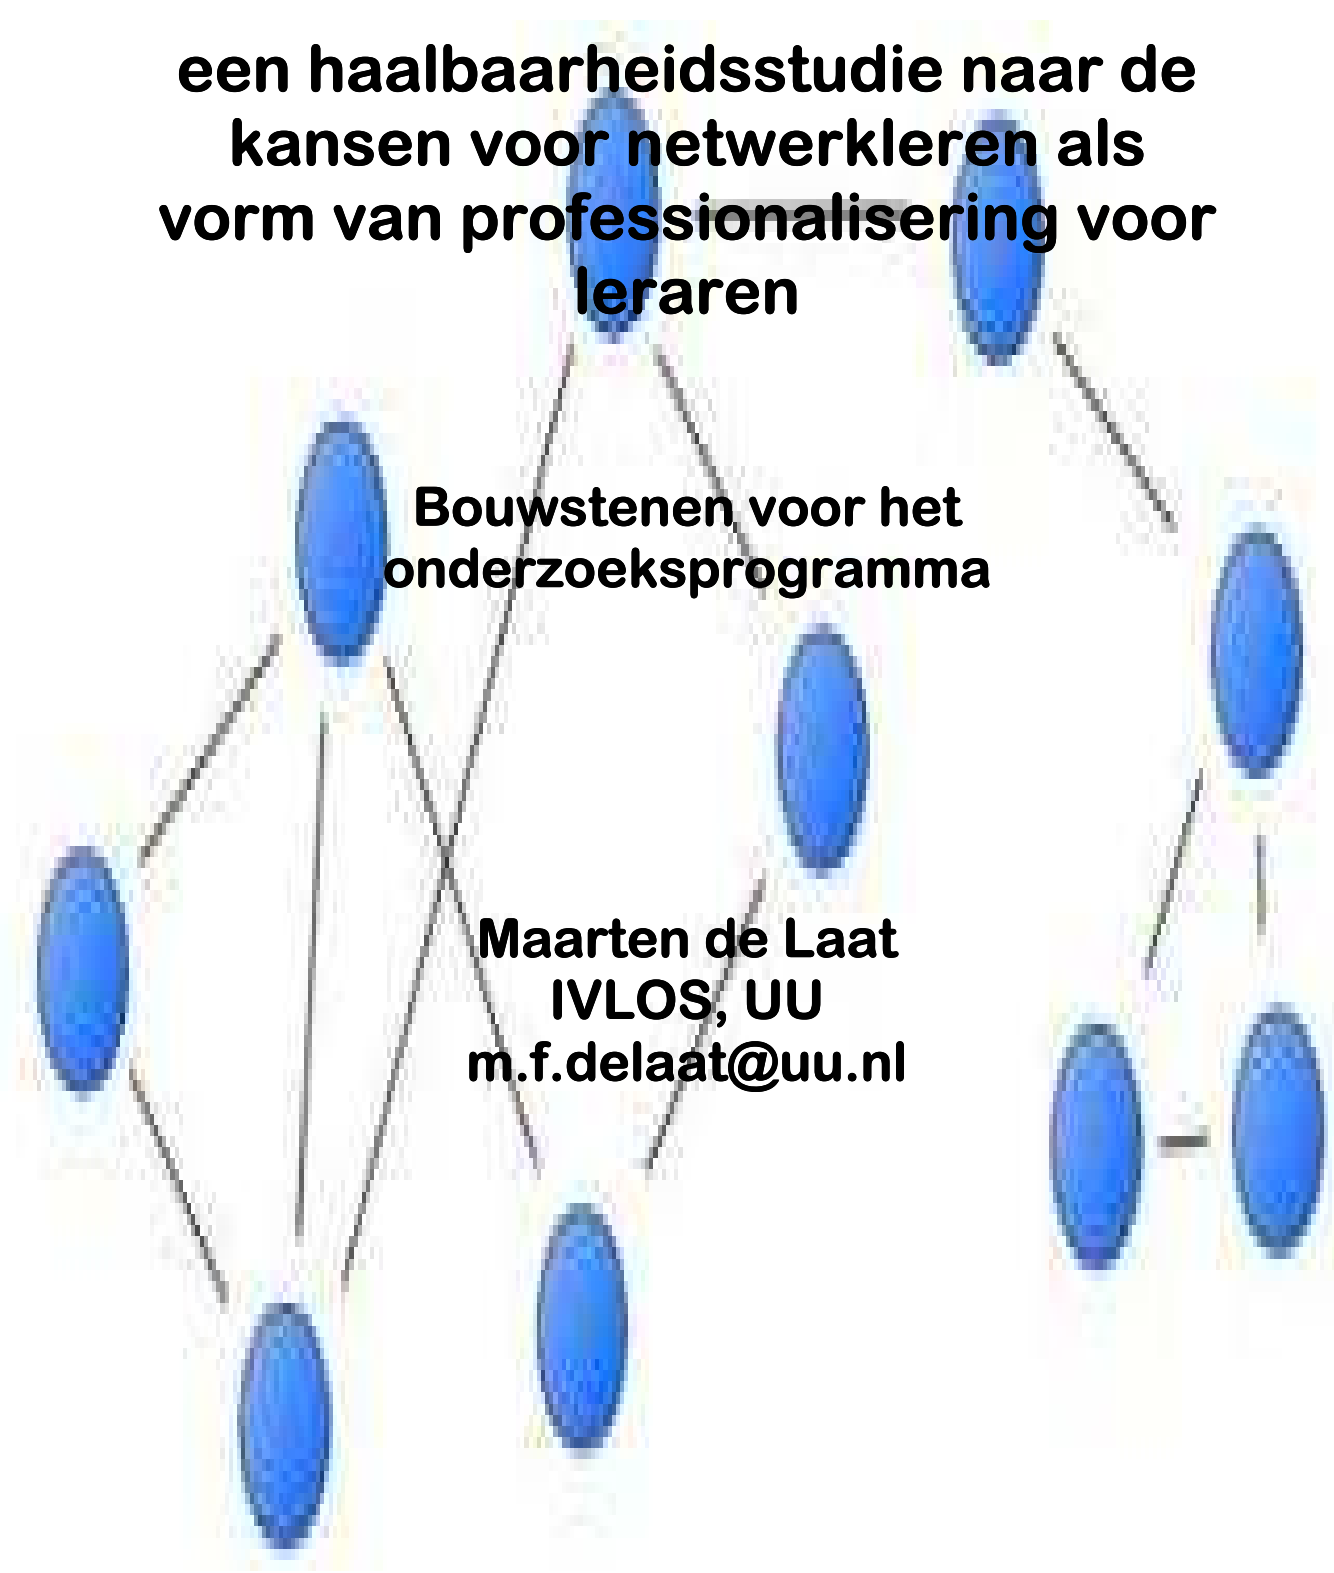 een haalbaarheidsstudie naar de
kansen voor netwerkleren als
vorm van professionalisering voor
leraren
Bouwstenen voor het
onderzoeksprogramma
Maarten de Laat
IVLOS, UU
m.f.delaat@uu.nl